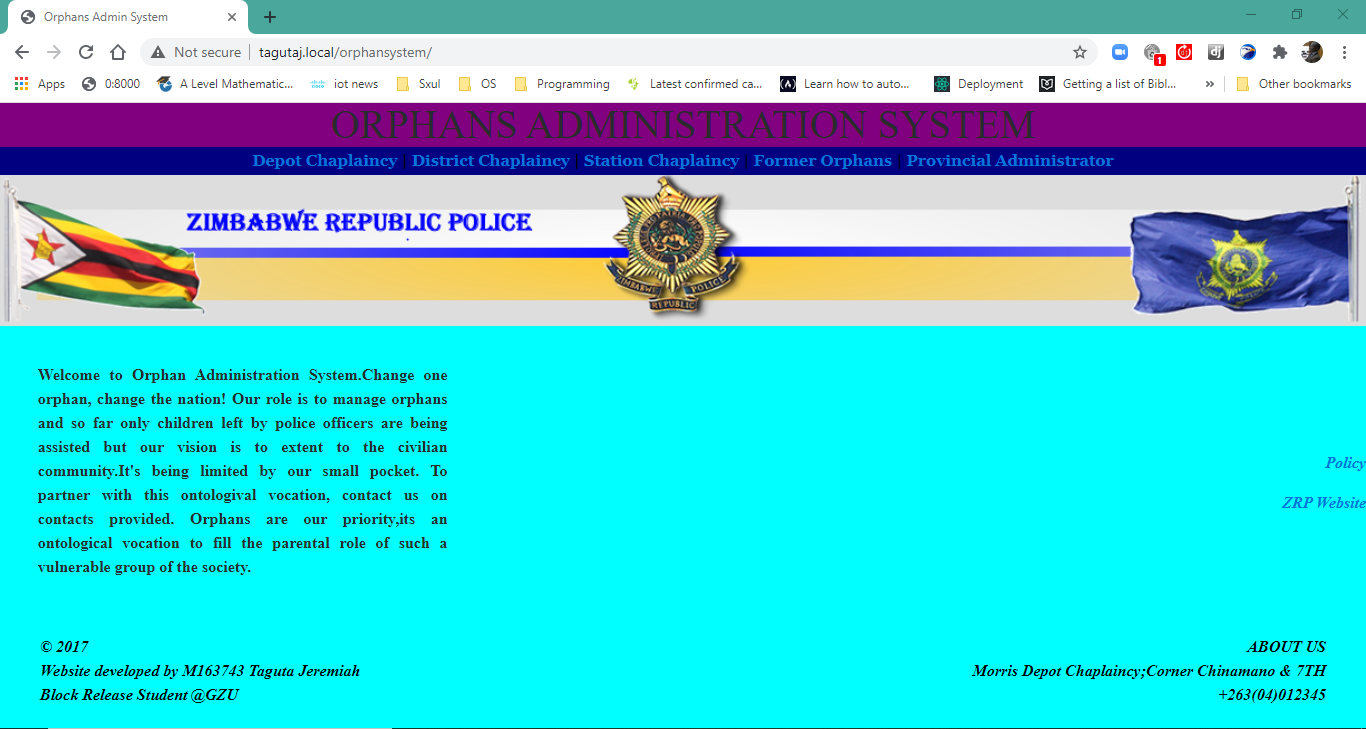 Orphans Admin System
Not secure | tagutaj.local/orphansystem/
1
Apps 0:8000 A Level Mathematic... iot news Sxul OS Programming Latest confirmed ca... Learn how to auto... Deployment Getting a list of Bibl... » Other bookmarks
ORPHANS ADMINISTRATION SYSTEM
Depot Chaplaincy | District Chaplaincy | Station Chaplaincy | Former Orphans | Provincial Administrator
ZIMBABWE REPUBLIC POLICE
ZIMBABWE REPUBLIC POLICE
Welcome to Orphan Administration System.Change one
orphan, change the nation! Our role is to manage orphans
and so far only children left by police officers are being
assisted but our vision is to extent to the civilian
community.It's being limited by our small pocket. To
partner with this ontologival vocation, contact us on
contacts provided. Orphans are our priority,its an
ontological vocation to fill the parental role of such a
vulnerable group of the society.
Policy
ZRP Website
© 2017
Website developed by M163743 Taguta Jeremiah
Block Release Student @GZU
ABOUT US
Morris Depot Chaplaincy;Corner Chinamano & 7TH
+263(04)012345